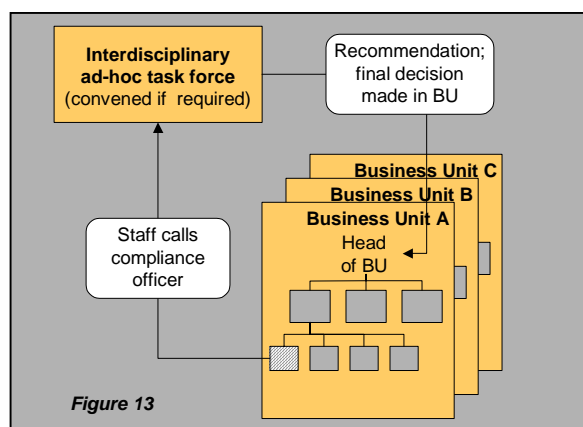 Interdisciplinary
ad-hoc task force
(convened if required)
Recommendation;
final decision
made in BU
Business Unit C
Business Unit B
Business Unit A
Head
of BU
Staff calls
compliance
officer
Figure 13